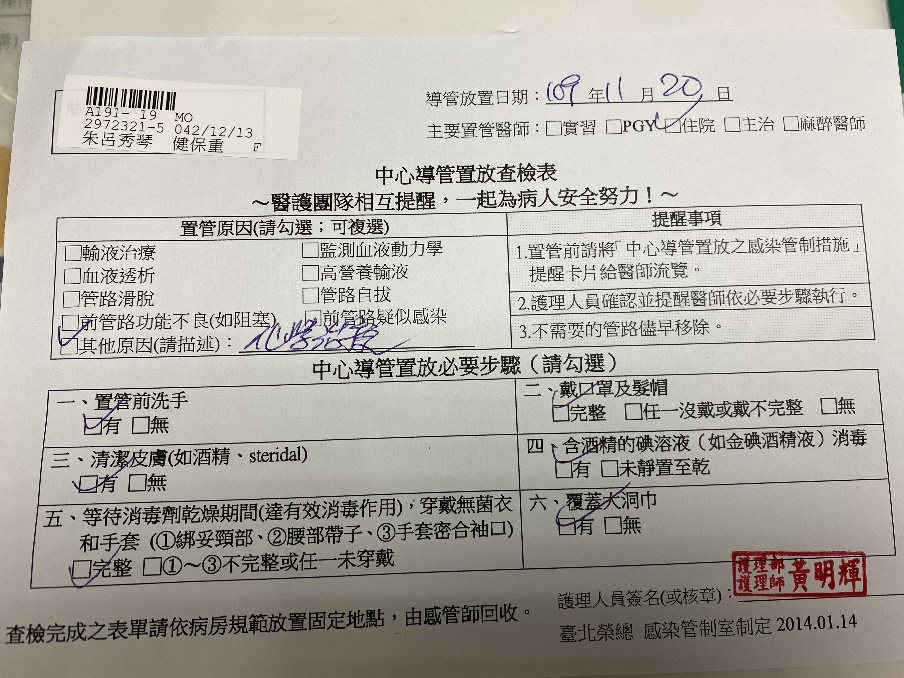 A191- 19 MO
2972321-5 042/12/13
朱呂秀琴 健保重 F
導管放置日期：109 年 11 月 20 日
主要置管醫師：□實習 □PGY □住院 □主治 □麻醉醫師
中心導管置放查檢表
～醫護團隊相互提醒，一起為病人安全努力！～
置管原因(請勾選；可複選)
□輸液治療 □監測血液動力學
□血液透析 □高營養輸液
□管路滑脫 □管路自拔
□前管路功能不良(如阻塞) □前管路疑似感染
□其他原因(請描述)：化學治療
提醒事項
1.置管前請將「中心導管置放之感染管制措施」
提醒卡片給醫師流覽。
2.護理人員確認並提醒醫師依必要步驟執行。
3.不需要的管路儘早移除。
中心導管置放必要步驟（請勾選）
一、置管前洗手
□有 □無
二、戴口罩及髮帽
□完整 □任一沒戴或戴不完整 □無
三、清潔皮膚(如酒精、steridal)
□有 □無
四、含酒精的碘溶液（如金碘酒精液）消毒
□有 □未靜置至乾
五、等待消毒劑乾燥期間(達有效消毒作用)，穿戴無菌衣
和手套（①綁妥頸部、②腰部帶子、③手套密合袖口）
□完整 □①～③不完整或任一未穿戴
六、覆蓋大洞巾
□有 □無
護理人員簽名(或核章)：
護理部
護理師 黃明輝
查檢完成之表單請依病房規範放置固定地點，由感管師回收。
臺北榮總 感染管制室制定 2014.01.14